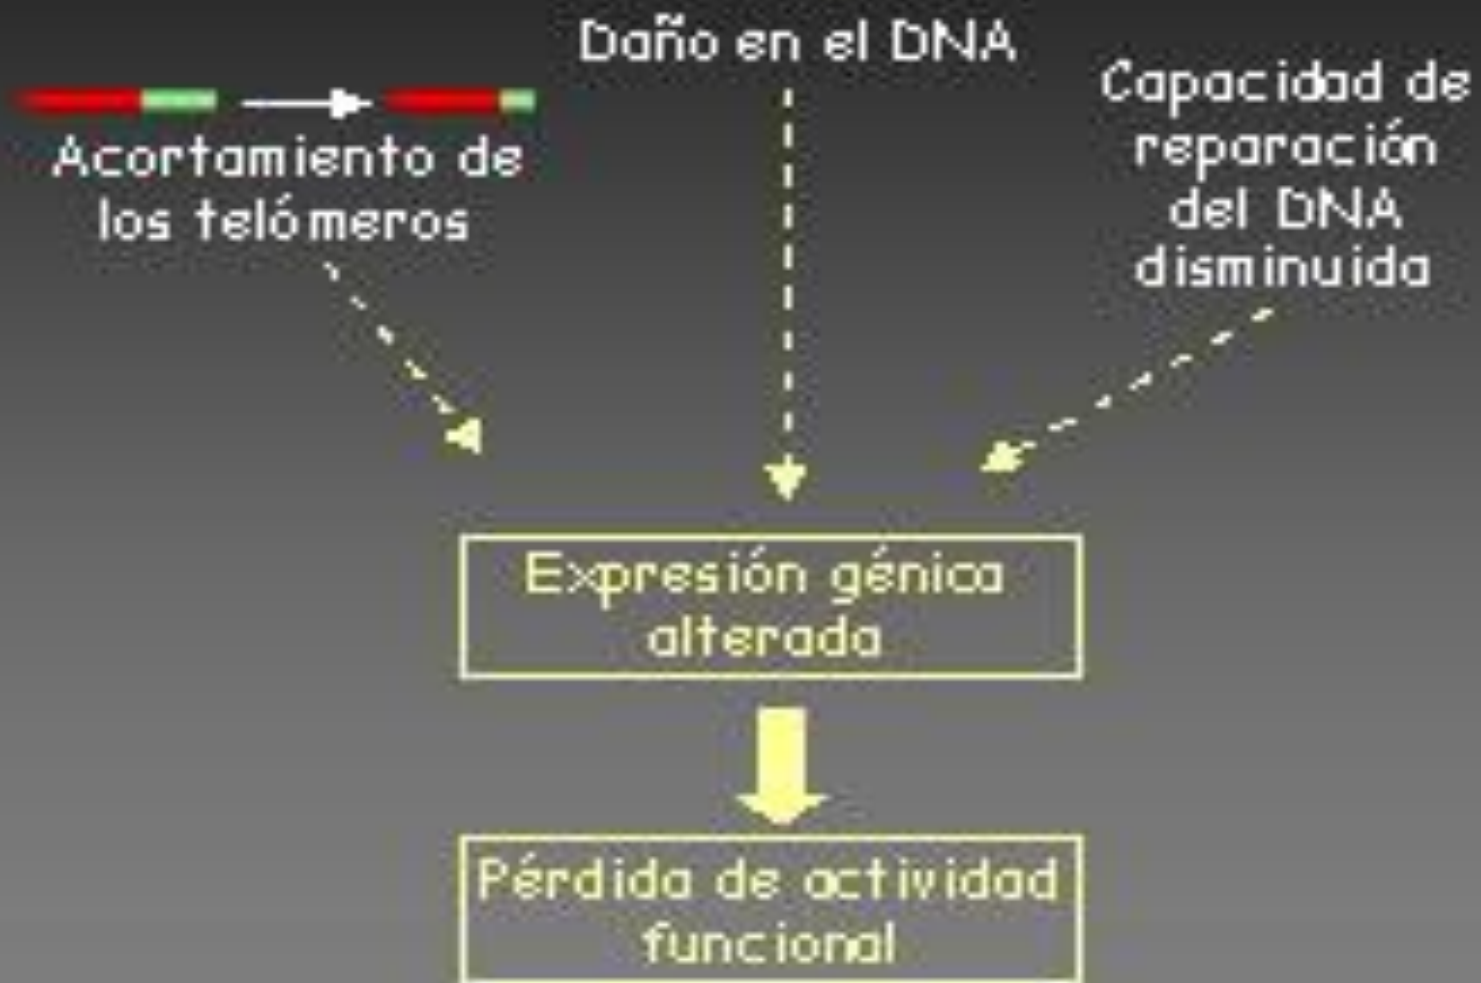 Daño en el DNA
Acortamiento de
los telómeros
Capacidad de
reparación
del DNA
disminuida
Expresión génica
alterada
Pérdida de actividad
funcional